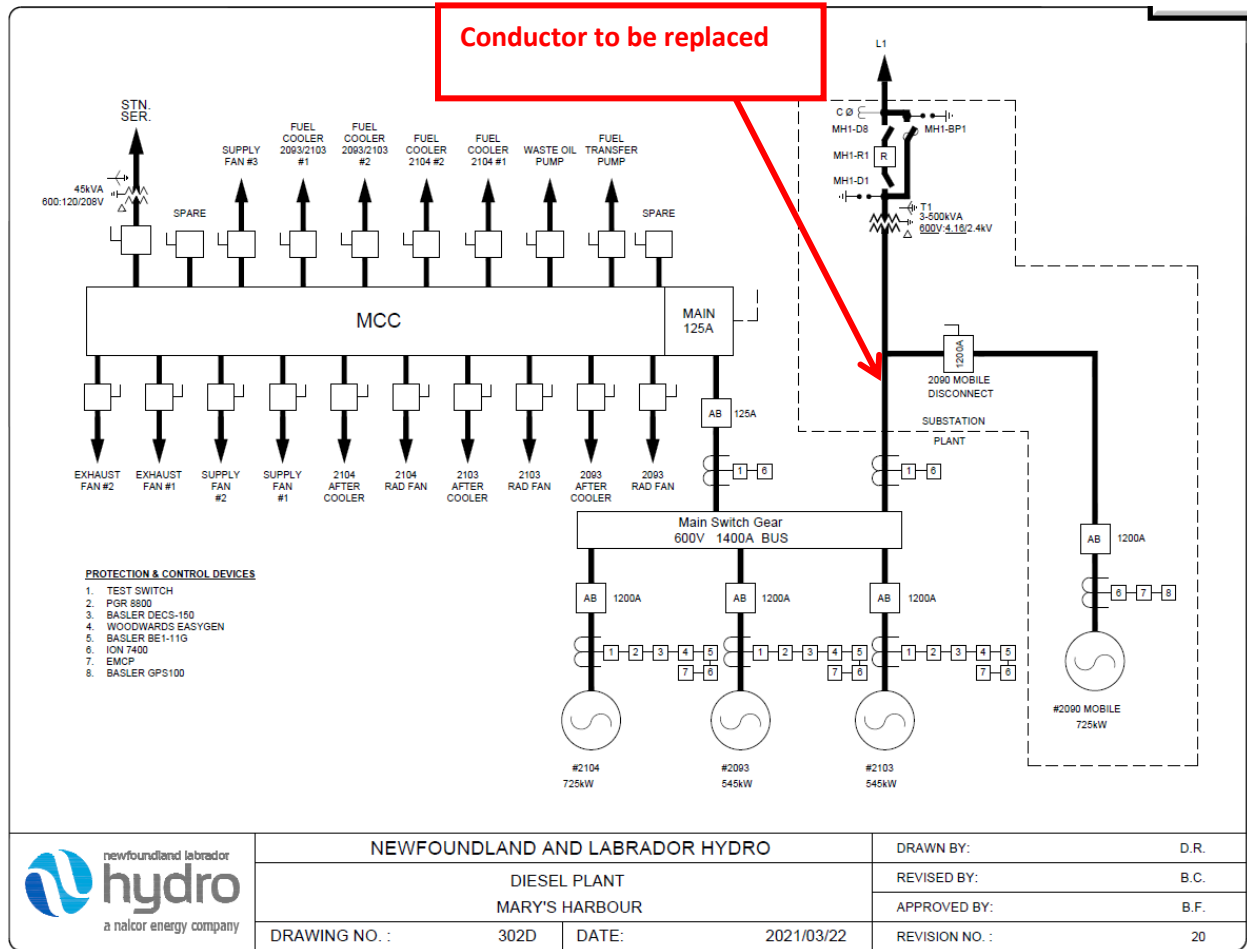 Conductor to be replaced
L1
STN.
SER.
45kVA
600:120/208V
SPARE
SUPPLY
FAN #3
FUEL
COOLER
2093/2103
#1
FUEL
COOLER
2093/2103
#2
FUEL
COOLER
2104 #2
FUEL
COOLER
2104 #1
WASTE OIL
PUMP
FUEL
TRANSFER
PUMP
SPARE
C Ø
MH1-D8
MH1-BP1
MH1-R1
R
MH1-D1
T1
3-500kVA
600V:4.16/2.4kV
MCC
MAIN
125A
1200A
2090 MOBILE
DISCONNECT
SUBSTATION
PLANT
AB
125A
1
6
1
6
EXHAUST
FAN #2
EXHAUST
FAN #1
SUPPLY
FAN
#2
SUPPLY
FAN
#1
2104
AFTER
COOLER
2104
RAD FAN
2103
AFTER
COOLER
2103
RAD FAN
2093
AFTER
COOLER
2093
RAD FAN
Main Switch Gear
600V 1400A BUS
AB
1200A
6
7
8
AB
1200A
AB
1200A
AB
1200A
1
2
3
4
5
7
6
1
2
3
4
5
7
6
1
2
3
4
5
7
6
PROTECTION & CONTROL DEVICES
1. TEST SWITCH
2. PGR 8800
3. BASLER DECS-150
4. WOODWARDS EASYGEN
5. BASLER BE1-11G
6. ION 7400
7. EMCP
8. BASLER GPS100
#2104
725kW
#2093
545kW
#2103
545kW
#2090 MOBILE
725kW
newfoundland labrador
hydro
a nalcor energy company
NEWFOUNDLAND AND LABRADOR HYDRO
DIESEL PLANT
MARY'S HARBOUR
DRAWING NO. : 302D DATE: 2021/03/22
DRAWN BY: D.R.
REVISED BY: B.C.
APPROVED BY: B.F.
REVISION NO. : 20